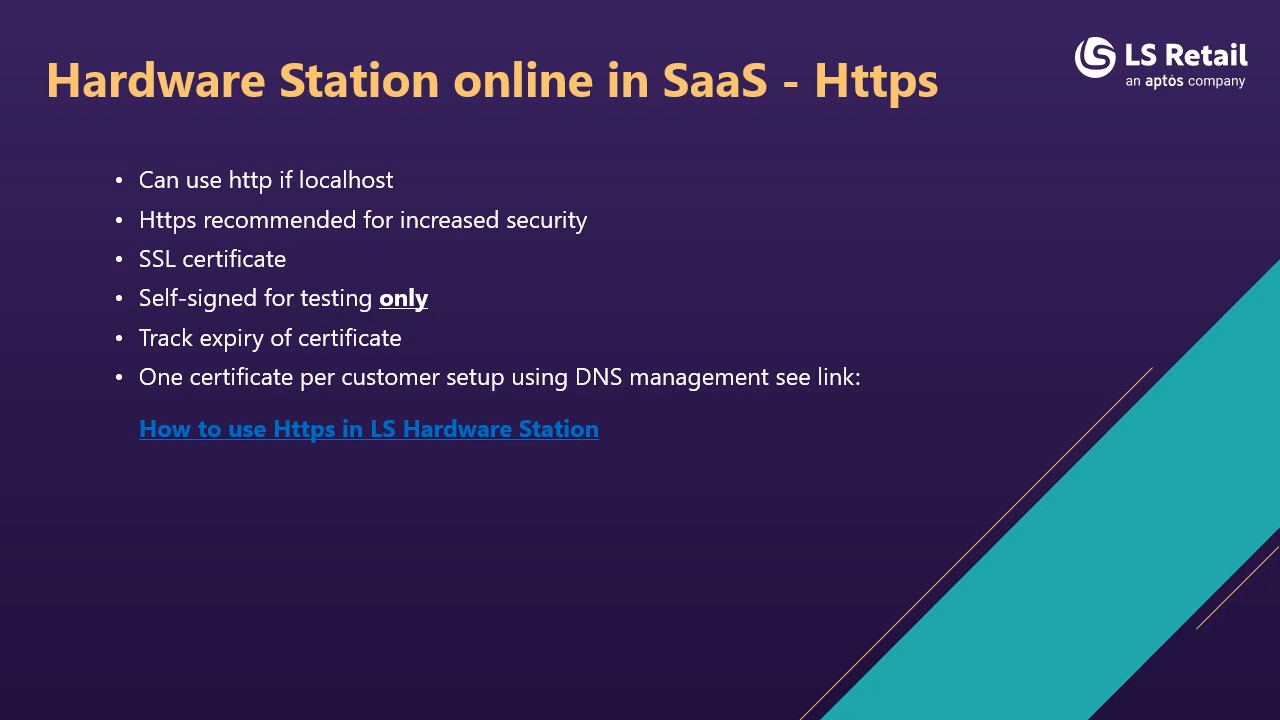 Hardware Station online in SaaS - Https
LS Retail
an aptos company
• Can use http if localhost
• Https recommended for increased security
• SSL certificate
• Self-signed for testing only
• Track expiry of certificate
• One certificate per customer setup using DNS management see link:
How to use Https in LS Hardware Station